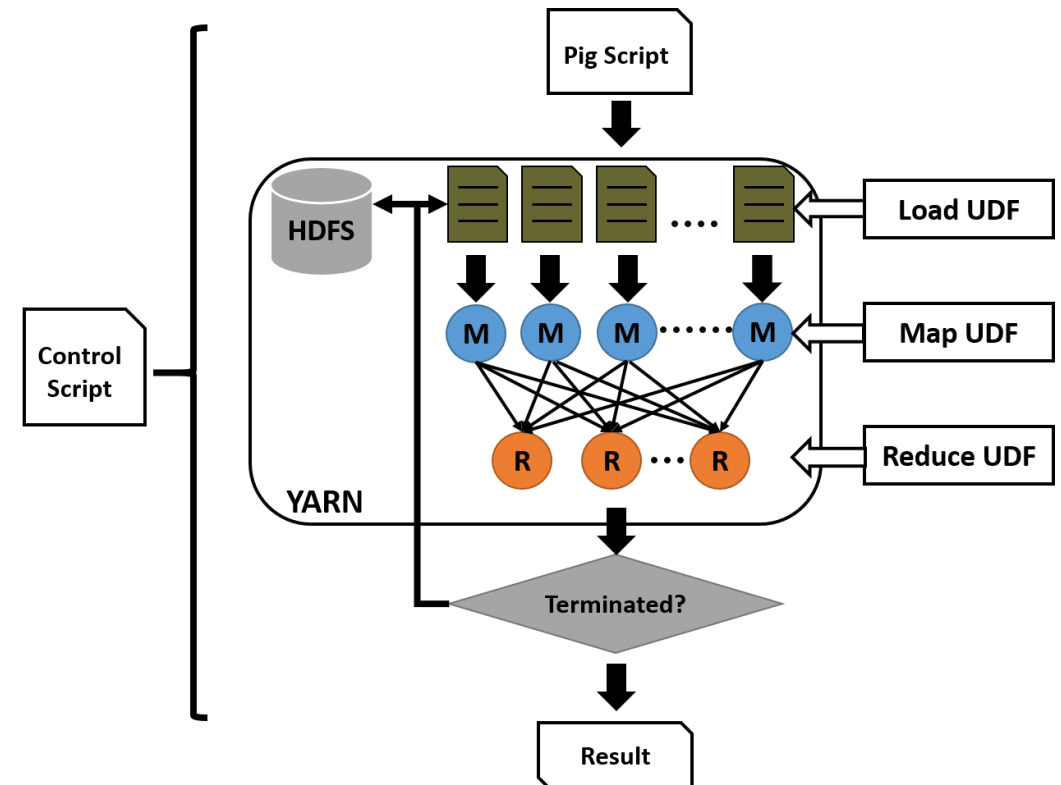 Pig Script
HDFS
Load UDF
....
Control
Script
M M M ...... M
Map UDF
R R ... R
Reduce UDF
YARN
Terminated?
Result